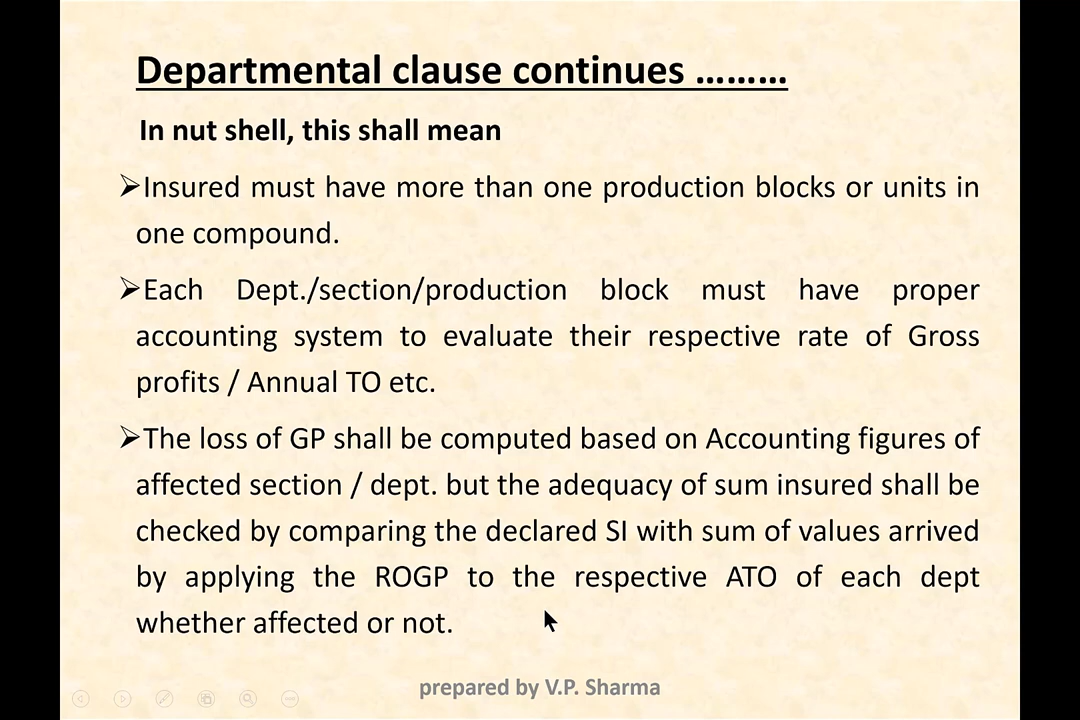 Departmental clause continues .........
In nut shell, this shall mean
➢Insured must have more than one production blocks or units in
one compound.
➢Each Dept./section/production block must have proper
accounting system to evaluate their respective rate of Gross
profits / Annual TO etc.
➢The loss of GP shall be computed based on Accounting figures of
affected section / dept. but the adequacy of sum insured shall be
checked by comparing the declared SI with sum of values arrived
by applying the ROGP to the respective ATO of each dept
whether affected or not.
prepared by V.P. Sharma